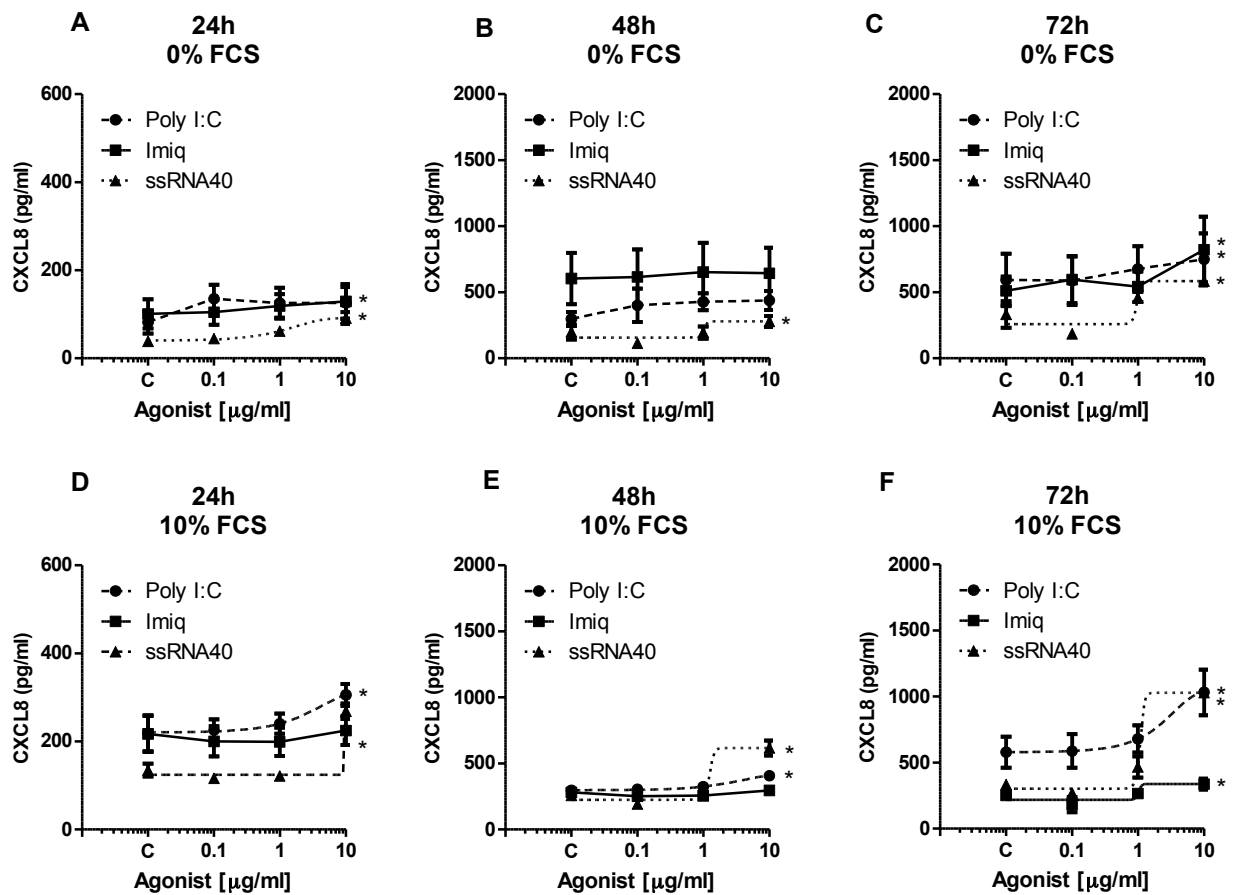 A
24h
0% FCS
600
400
200
0
CXCL8 (pg/ml)
Poly I:C
Imiq
ssRNA40
*
*
C 0.1 1 10
Agonist [μg/ml]
B
48h
0% FCS
2000
1500
1000
500
0
CXCL8 (pg/ml)
Poly I:C
Imiq
ssRNA40
*
C 0.1 1 10
Agonist [μg/ml]
C
72h
0% FCS
2000
1500
1000
500
0
CXCL8 (pg/ml)
Poly I:C
Imiq
ssRNA40
*
*
*
C 0.1 1 10
Agonist [μg/ml]
D
24h
10% FCS
600
400
200
0
CXCL8 (pg/ml)
Poly I:C
Imiq
ssRNA40
*
*
C 0.1 1 10
Agonist [μg/ml]
E
48h
10% FCS
2000
1500
1000
500
0
CXCL8 (pg/ml)
Poly I:C
Imiq
ssRNA40
*
*
C 0.1 1 10
Agonist [μg/ml]
F
72h
10% FCS
2000
1500
1000
500
0
CXCL8 (pg/ml)
Poly I:C
Imiq
ssRNA40
*
*
*
C 0.1 1 10
Agonist [μg/ml]